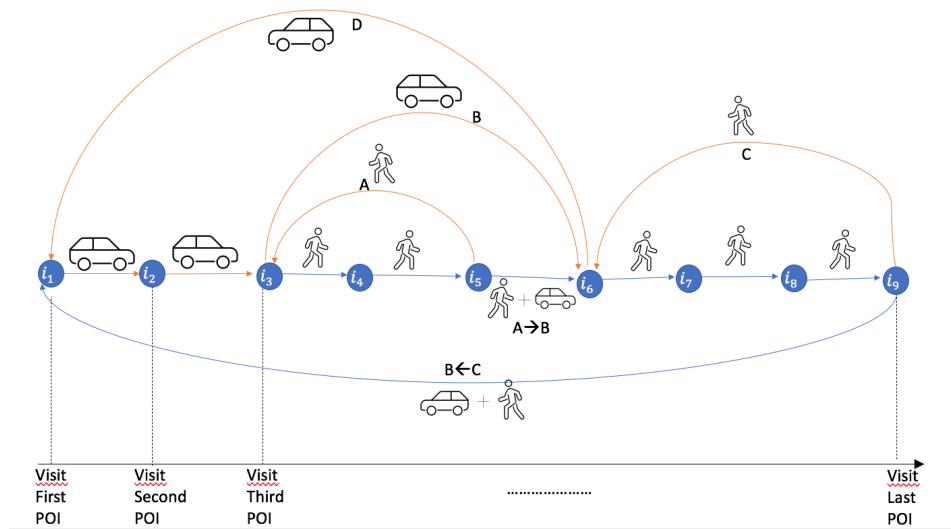 D
B
A
C
i₁
i₂
i₃
i₄
i₅
i₆
i₇
i₈
i₉
+
A→B
B←C
+
Visit First POI
Visit Second POI
Visit Third POI
.....................
Visit Last POI